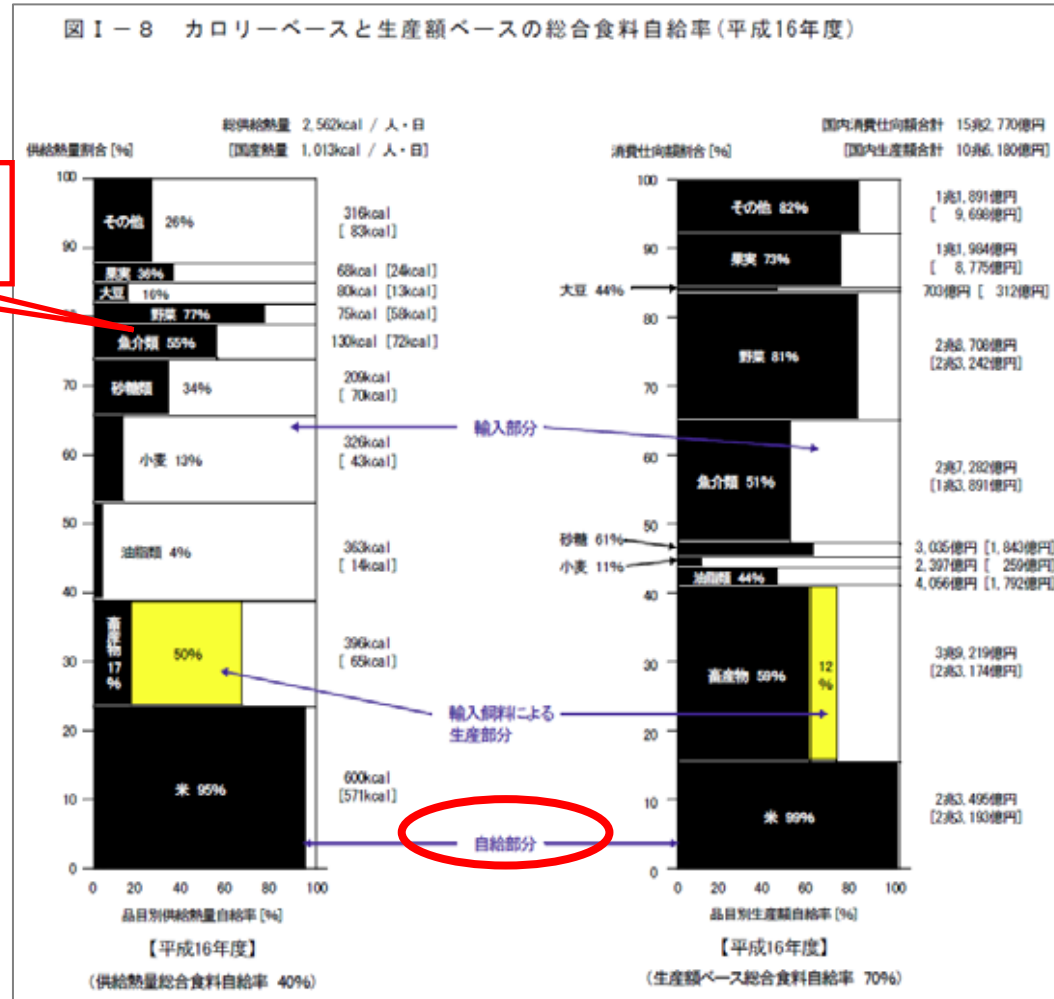 図Ⅰ－８　カロリーベースと生産額ベースの総合食料自給率(平成16年度)
総供給熱量 2,562kcal / 人・日
[国産熱量 1,013kcal / 人・日]
供給熱量割合 [%]
100
90
70
60
50
40
30
20
10
0
その他 26%
果実 36%
大豆 16%
野菜 77%
魚介類 55%
砂糖類 34%
小麦 13%
油脂類 4%
畜産物 17%
50%
米 95%
316kcal
[ 83kcal]
68kcal [24kcal]
80kcal [13kcal]
75kcal [58kcal]
130kcal [72kcal]
209kcal
[ 70kcal]
326kcal
[ 43kcal]
363kcal
[ 14kcal]
396kcal
[ 65kcal]
600kcal
[571kcal]
0 20 40 60 80 100
品目別供給熱量自給率 [%]
【平成16年度】
(供給熱量総合食料自給率 40%)
輸入部分
輸入飼料による
生産部分
自給部分
国内消費仕向額合計 15兆2,770億円
[国内生産額合計 10兆6,180億円]
消費仕向額割合 [%]
100
90
80
70
60
50
40
30
20
10
0
その他 82%
果実 73%
大豆 44%
野菜 81%
魚介類 51%
砂糖 61%
小麦 11%
油脂類 44%
畜産物 59%
12%
米 99%
1兆1,891億円
[ 9,698億円]
1兆1,984億円
[ 8,775億円]
703億円 [ 312億円]
2兆8,708億円
[2兆3,242億円]
2兆7,282億円
[1兆3,891億円]
3,035億円 [1,843億円]
2,397億円 [ 259億円]
4,056億円 [1,792億円]
3兆9,219億円
[2兆3,174億円]
2兆3,495億円
[2兆3,193億円]
0 20 40 60 80 100
品目別生産額自給率 [%]
【平成16年度】
(生産額ベース総合食料自給率 70%)